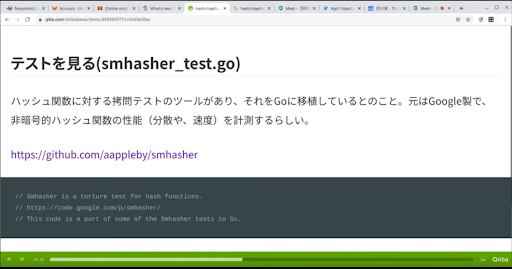 qiita.com
テストを見る(smhasher_test.go)
ハッシュ関数に対する拷問テストのツールがあり、それをGoに移植しているとのこと。元はGoogle製で、
非暗号的ハッシュ関数の性能（分散や、速度）を計測するらしい。
https://github.com/aappleby/smhasher
// Smhasher is a torture test for hash functions.
// https://code.google.com/p/smhasher/
// This code is a part of some of the Smhasher tests to Go.
Qiita